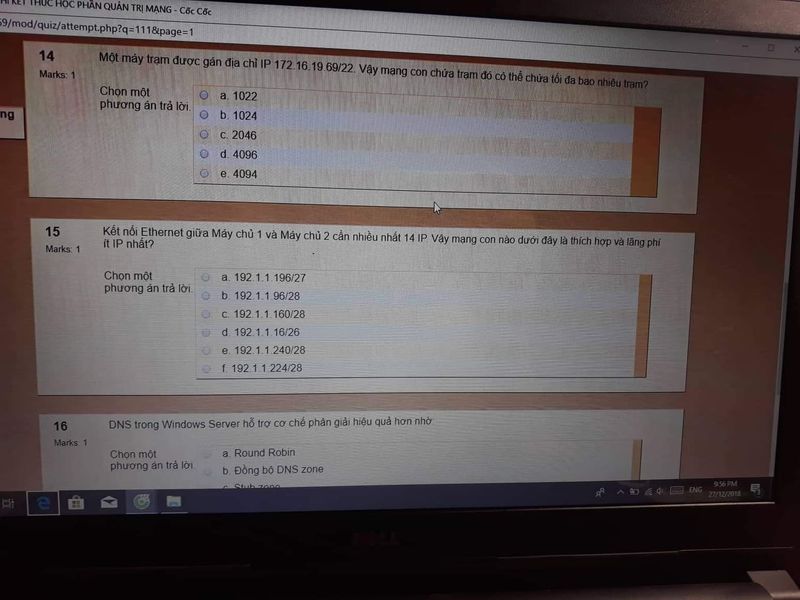 KẾT THÚC HỌC PHẦN QUẢN TRỊ MẠNG - Cốc Cốc
69/mod/quiz/attempt.php?q=111&page=1
14
Marks: 1
Một máy trạm được gán địa chỉ IP 172.16.19.69/22. Vậy mạng con chứa trạm đó có thể chứa tối đa bao nhiêu trạm?
Chọn một
phương án trả lời.
a. 1022
b. 1024
c. 2046
d. 4096
e. 4094
ng
15
Marks: 1
Kết nối Ethernet giữa Máy chủ 1 và Máy chủ 2 cần nhiều nhất 14 IP. Vậy mạng con nào dưới đây là thích hợp và lãng phí
ít IP nhất?
Chọn một
phương án trả lời.
a. 192.1.1.196/27
b. 192.1.1.96/28
c. 192.1.1.160/28
d. 192.1.1.16/26
e. 192.1.1.240/28
f. 192.1.1.224/28
16
Marks: 1
DNS trong Windows Server hỗ trợ cơ chế phân giải hiệu quả hơn nhờ:
Chọn một
phương án trả lời.
a. Round Robin
b. Đồng bộ DNS zone
c. Stub zone
ENG
9:56 PM
27/12/2018
DELL